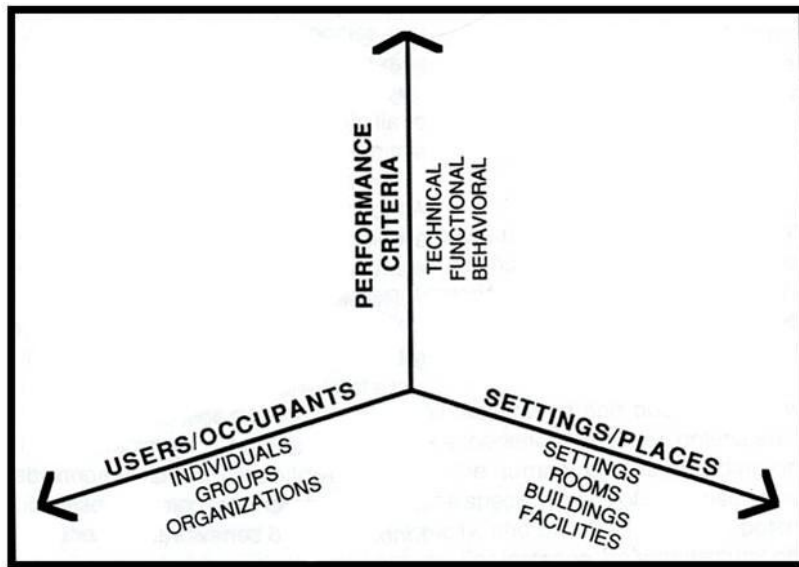 PERFORMANCE
CRITERIA
TECHNICAL
FUNCTIONAL
BEHAVIORAL
USERS/OCCUPANTS
INDIVIDUALS
GROUPS
ORGANIZATIONS
SETTINGS/PLACES
SETTINGS
ROOMS
BUILDINGS
FACILITIES